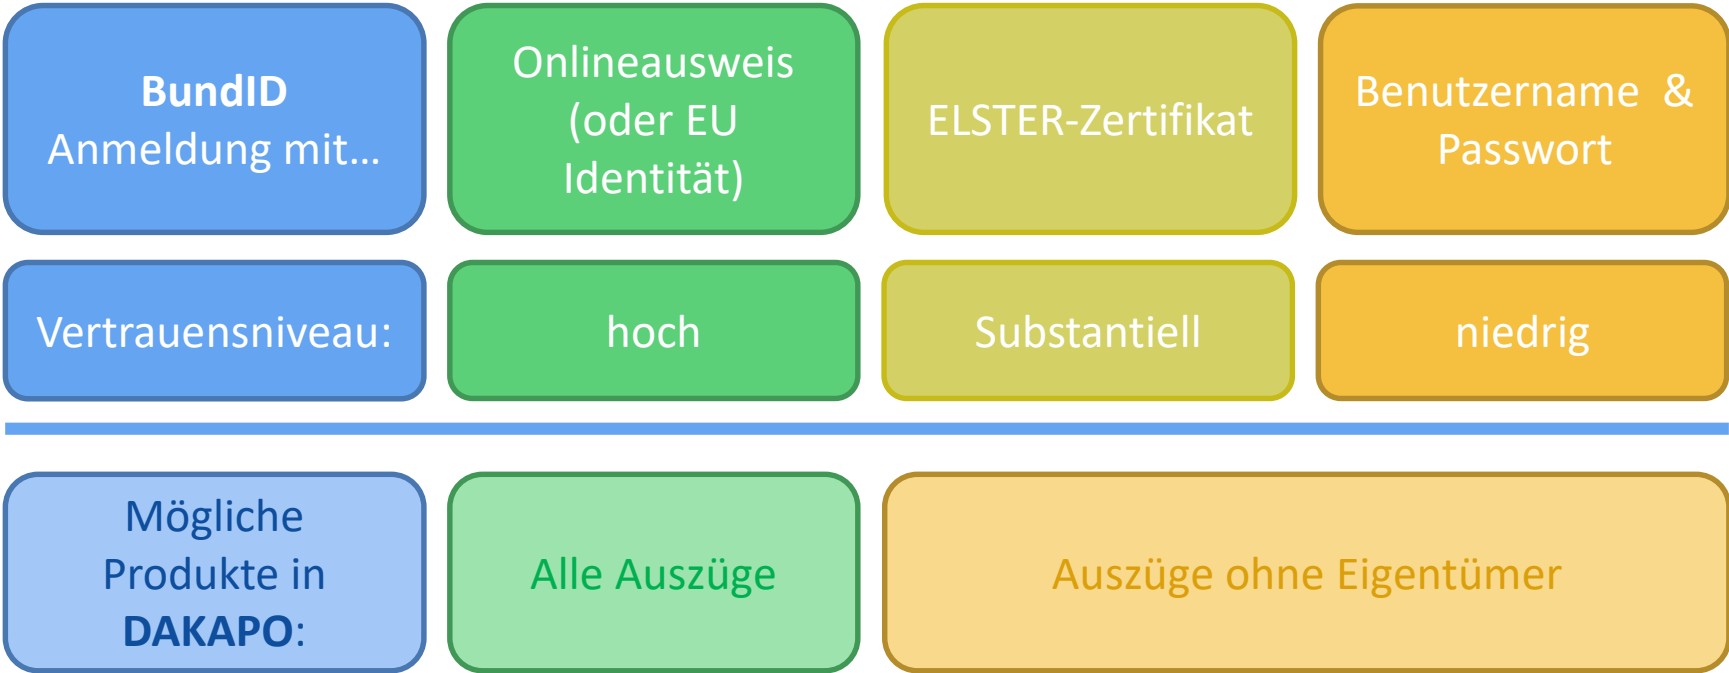 BundID
Anmeldung mit...
Onlineausweis
(oder EU
Identität)
ELSTER-Zertifikat
Benutzername &
Passwort
Vertrauensniveau:
hoch
Substantiell
niedrig
Mögliche
Produkte in
DAKAPO:
Alle Auszüge
Auszüge ohne Eigentümer